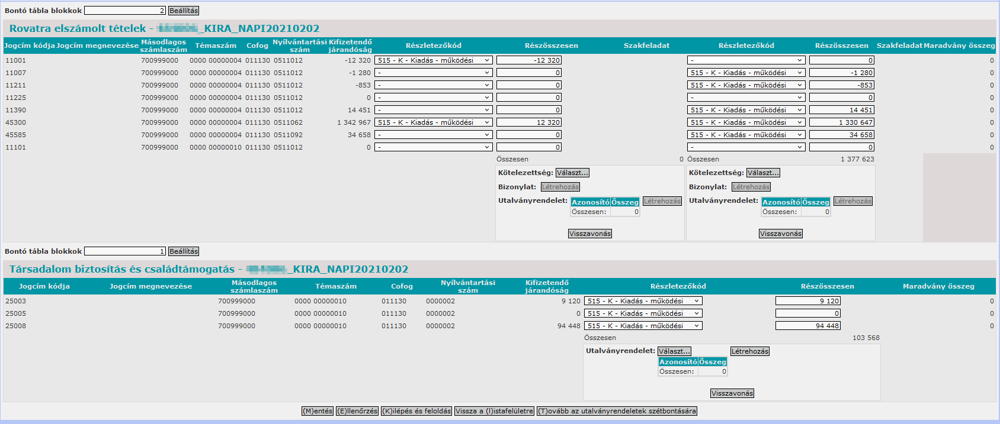 Bontó tábla blokkok 2 Beállítás
Rovatra elszámolt tételek - _KIRA_NAPI20210202
Jogcím kódja Jogcím megnevezése Másodlagos számlaszám Témaszám Cofog Nyílvántartási szám Kifizetendő járandóság Részletezőkód Részösszesen Szakfeladat Részletezőkód Részösszesen Szakfeladat Maradvány összeg
11001 700999000 0000 00000004 011130 0511012 -12 320 515 - K - Kiadás - működési -12 320 - 0 0
11007 700999000 0000 00000004 011130 0511012 -1 280 - 0 515 - K - Kiadás - működési -1 280 0
11211 700999000 0000 00000004 011130 0511012 -853 - 0 515 - K - Kiadás - működési -853 0
11225 700999000 0000 00000004 011130 0511012 0 - 0 - 0 0
11390 700999000 0000 00000004 011130 0511012 14 451 - 0 515 - K - Kiadás - működési 14 451 0
45300 700999000 0000 00000004 011130 0511062 1 342 967 515 - K - Kiadás - működési 12 320 515 - K - Kiadás - működési 1 330 647 0
45585 700999000 0000 00000004 011130 0511092 34 658 - 0 515 - K - Kiadás - működési 34 658 0
11101 700999000 0000 00000010 011130 0511012 0 - 0 - 0 0
Összesen 0 Összesen 1 377 623
Kötelezettség: Választ... Kötelezettség: Választ...
Bizonylat: Létrehozás Bizonylat: Létrehozás
Utalványrendelet: Azonosító Összeg Létrehozás Utalványrendelet: Azonosító Összeg Létrehozás
Összesen: 0 Összesen: 0
Visszavonás Visszavonás
Bontó tábla blokkok 1 Beállítás
Társadalom biztosítás és családtámogatás - _KIRA_NAPI20210202
Jogcím kódja Jogcím megnevezése Másodlagos számlaszám Témaszám Cofog Nyílvántartási szám Kifizetendő járandóság Részletezőkód Részösszesen Maradvány összeg
25003 700999000 0000 00000010 011130 0000002 9 120 515 - K - Kiadás - működési 9 120 0
25005 700999000 0000 00000010 011130 0000002 0 515 - K - Kiadás - működési 0 0
25008 700999000 0000 00000010 011130 0000002 94 448 515 - K - Kiadás - működési 94 448 0
Összesen 103 568
Utalványrendelet: Választ... Létrehozás
Azonosító Összeg
Összesen: 0
Visszavonás
(M)entés (E)llenőrzés (K)ilépés és feloldás Vissza a (l)istafelületre (T)ovább az utalványrendeletek szétbontására